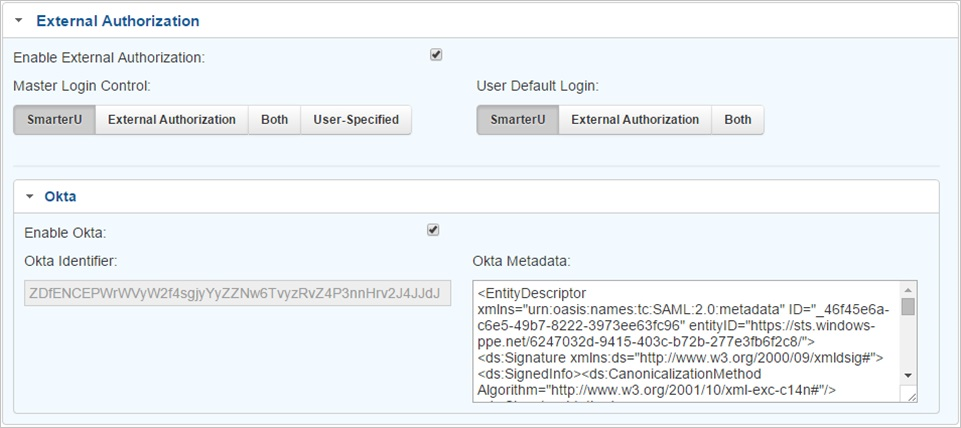 External Authorization
Enable External Authorization:
Master Login Control:
User Default Login:
SmarterU External Authorization Both User-Specified
SmarterU External Authorization Both
Okta
Enable Okta:
Okta Identifier:
Okta Metadata:
ZDfENCEPWrWVyW2f4sgjyYyZZNw6TvyzRvZ4P3nnHrv2J4JJdJ
<EntityDescriptor
xmlns="urn:oasis:names:tc:SAML:2.0:metadata" ID="_46f45e6a-
c6e5-49b7-8222-3973ee63fc96" entityID="https://sts.windows-
ppe.net/6247032d-9415-403c-b72b-277e3fb6f2c8/">
<ds:Signature xmlns:ds="http://www.w3.org/2000/09/xmldsig#">
<ds:SignedInfo><ds:CanonicalizationMethod
Algorithm="http://www.w3.org/2001/10/xml-exc-c14n#"/>